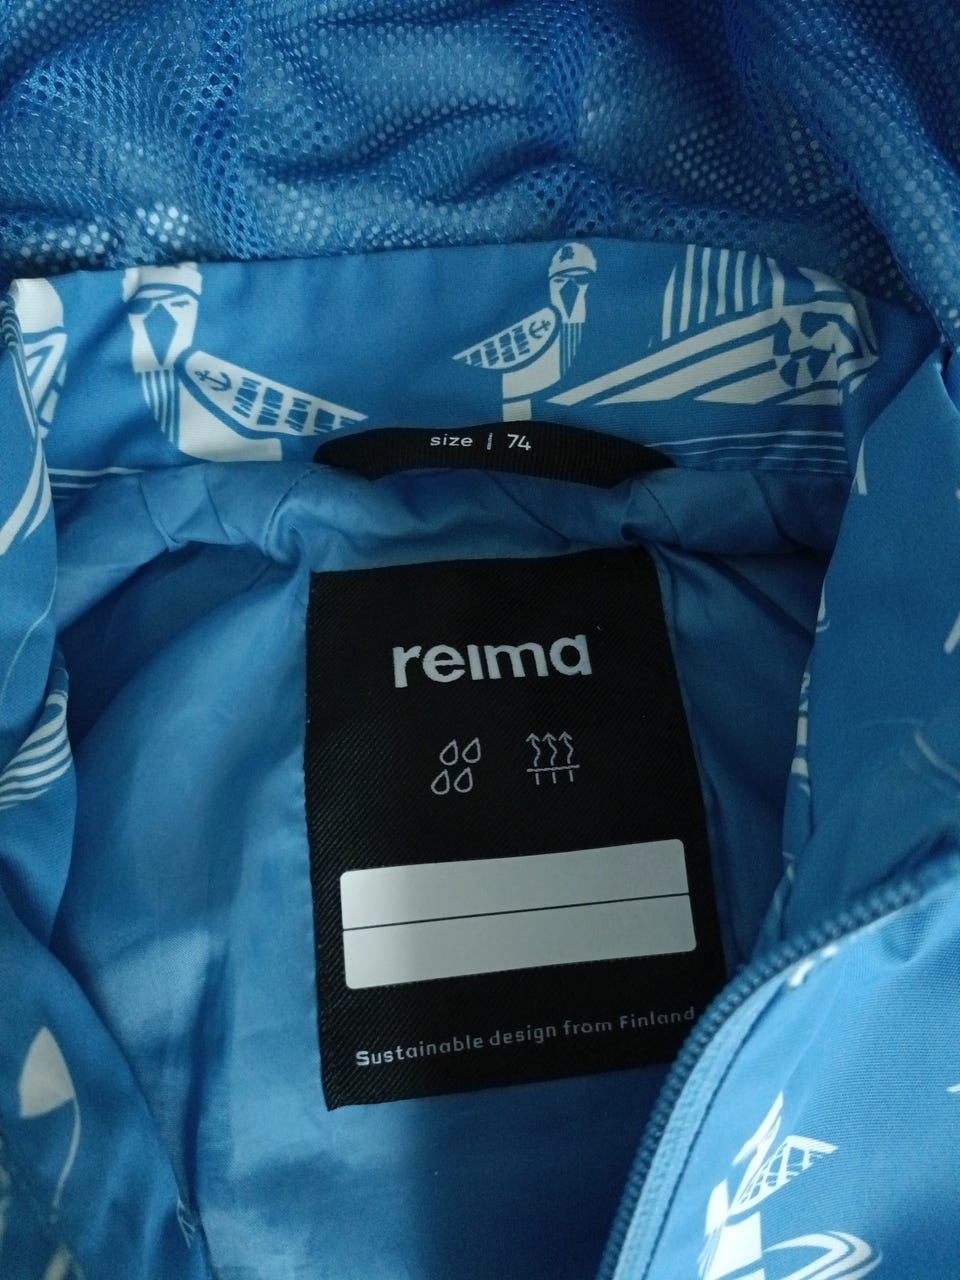 size | 74
reima
Sustainable design from Finland